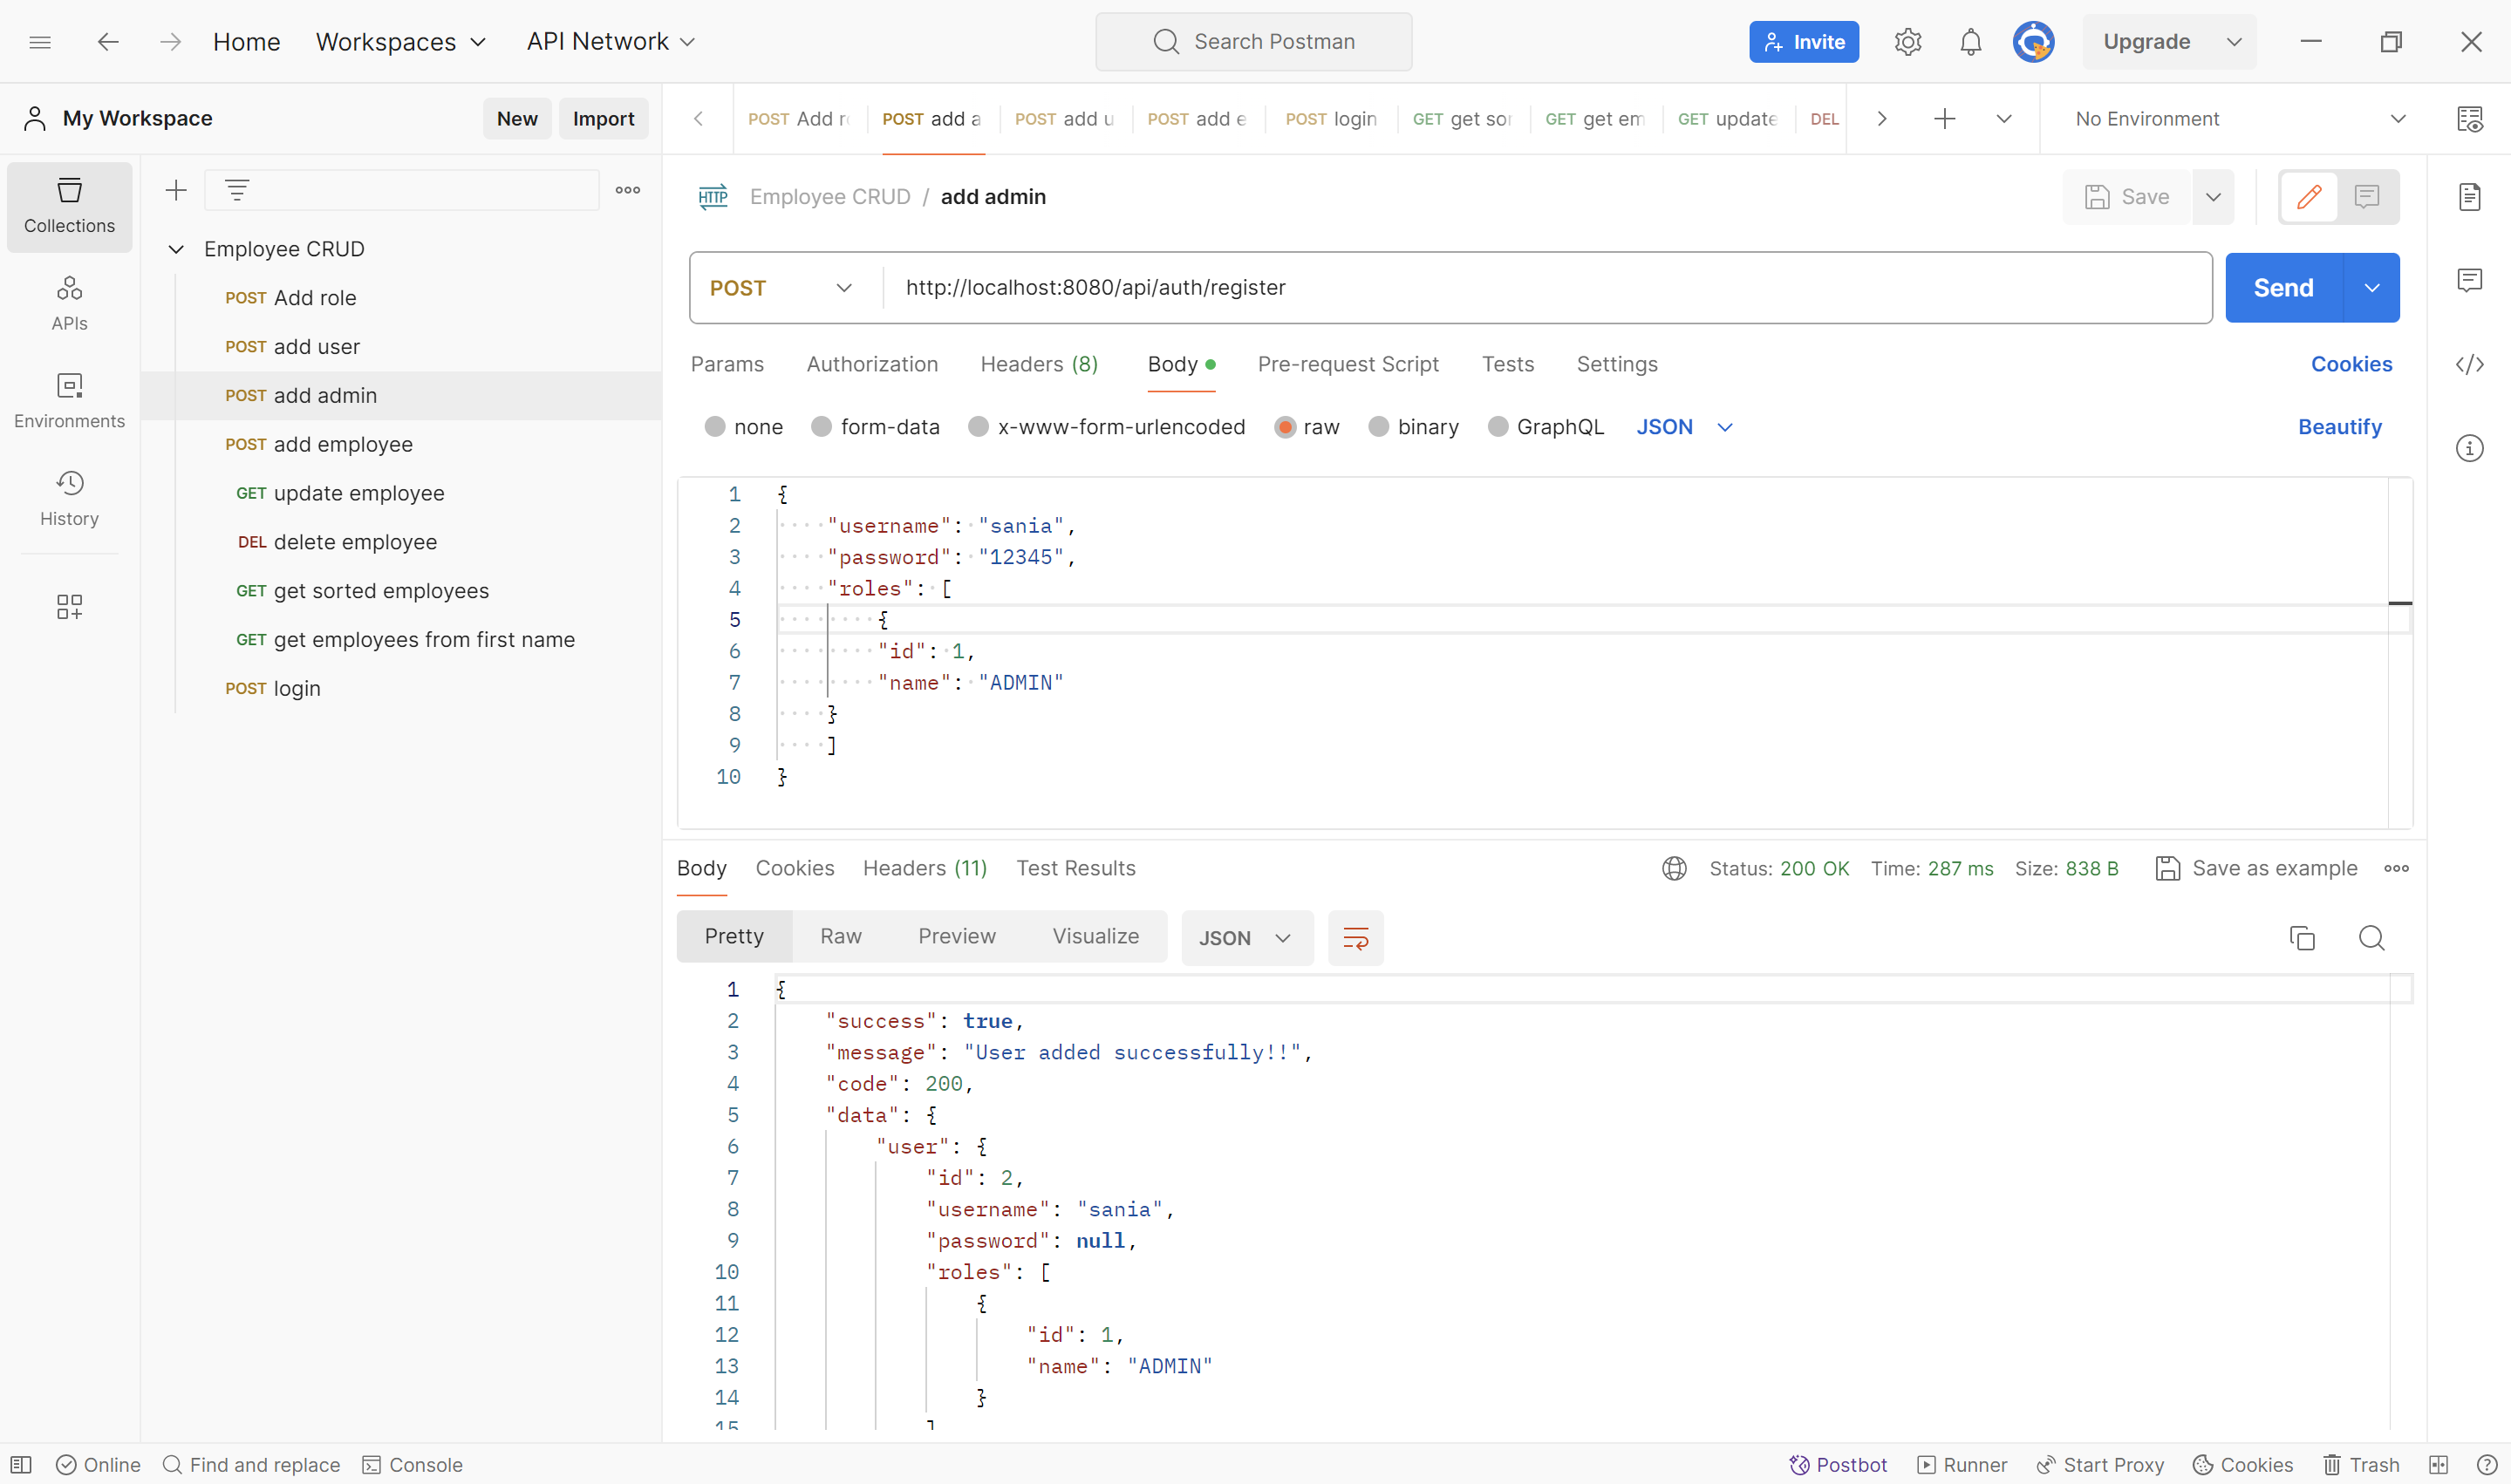 Home Workspaces API Network Search Postman Invite Upgrade
My Workspace New Import
POST Add POST add a POST add u POST add e POST login GET get sor GET get em GET update DEL No Environment
Collections
APIs
Environments
History
Employee CRUD
POST Add role
POST add user
POST add admin
POST add employee
GET update employee
DEL delete employee
GET get sorted employees
GET get employees from first name
POST login
HTTP Employee CRUD / add admin Save
POST http://localhost:8080/api/auth/register Send
Params Authorization Headers (8) Body Pre-request Script Tests Settings Cookies
none form-data x-www-form-urlencoded raw binary GraphQL JSON Beautify
1 {
2 "username": "sania",
3 "password": "12345",
4 "roles": [
5 {
6 "id": 1,
7 "name": "ADMIN"
8 }
9 ]
10 }
Body Cookies Headers (11) Test Results Status: 200 OK Time: 287 ms Size: 838 B Save as example
Pretty Raw Preview Visualize JSON
1 {
2 "success": true,
3 "message": "User added successfully!!",
4 "code": 200,
5 "data": {
6 "user": {
7 "id": 2,
8 "username": "sania",
9 "password": null,
10 "roles": [
11 {
12 "id": 1,
13 "name": "ADMIN"
14 }
15 ]
Online Find and replace Console Postbot Runner Start Proxy Cookies Trash